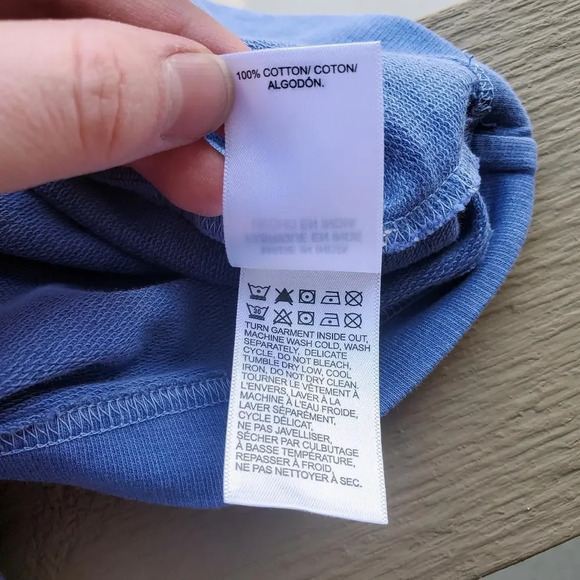 100% COTTON/ COTON/
ALGODÓN.
30
TURN GARMENT INSIDE OUT,
MACHINE WASH COLD, WASH
SEPARATELY, DELICATE
CYCLE, DO NOT BLEACH,
TUMBLE DRY LOW, COOL
IRON, DO NOT DRY CLEAN.
TOURNER LE VÊTEMENT À
L'ENVERS, LAVER À LA
MACHINE À L'EAU FROIDE,
LAVER SÉPARÉMENT,
CYCLE DÉLICAT,
NE PAS JAVELLISER,
SÉCHER PAR CULBUTAGE
À BASSE TEMPÉRATURE,
REPASSER À FROID,
NE PAS NETTOYER À SEC.